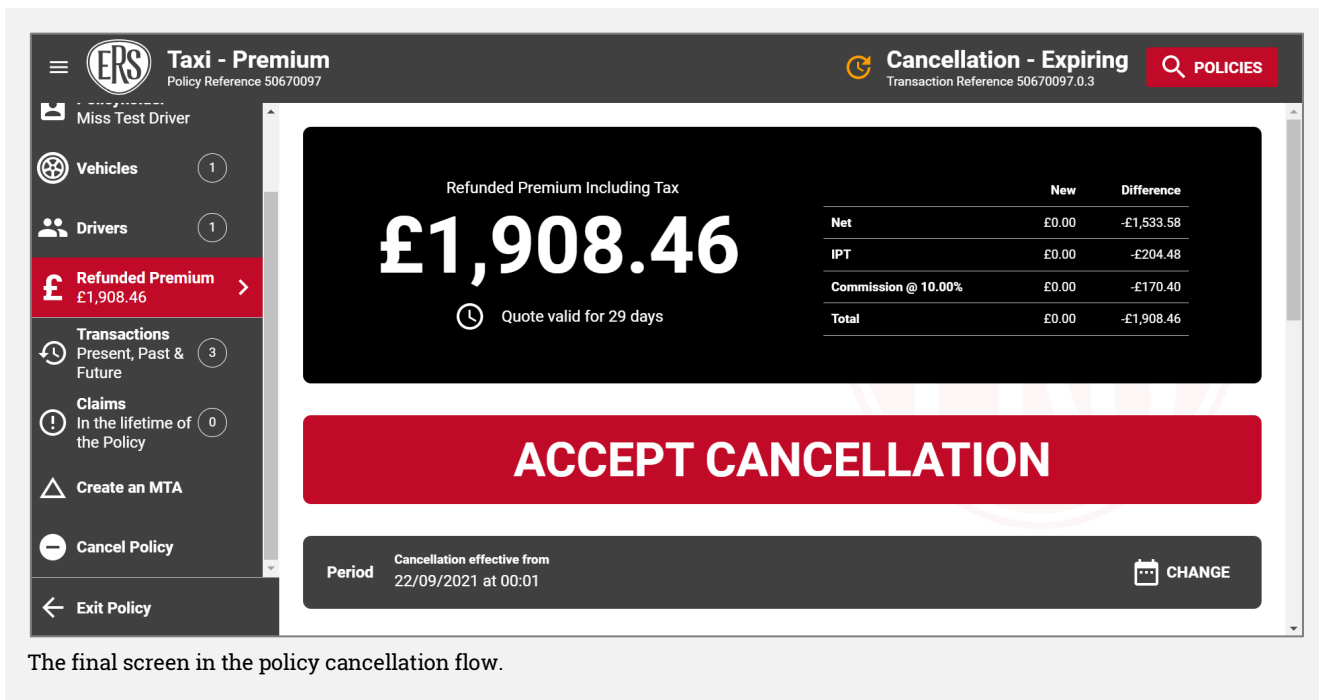 ERS
Taxi - Premium
Policy Reference 50670097
Cancellation - Expiring
Transaction Reference 50670097.0.3
POLICIES
Policyholder
Miss Test Driver
Vehicles 1
Drivers 1
Refunded Premium
£1,908.46
Transactions
Present, Past & 3
Future
Claims
In the lifetime of 0
the Policy
Create an MTA
Cancel Policy
Exit Policy
Refunded Premium Including Tax
£1,908.46
Quote valid for 29 days
New Difference
Net £0.00 -£1,533.58
IPT £0.00 -£204.48
Commission @ 10.00% £0.00 -£170.40
Total £0.00 -£1,908.46
ACCEPT CANCELLATION
Period
Cancellation effective from
22/09/2021 at 00:01
CHANGE
The final screen in the policy cancellation flow.